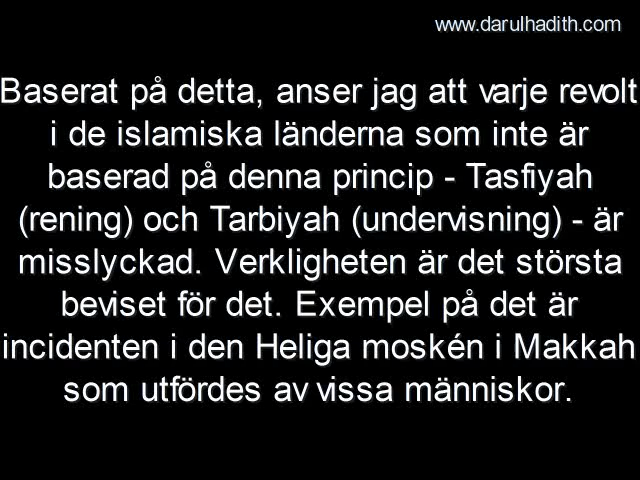 www.darulhadith.com
Baserat på detta, anser jag att varje revolt
i de islamiska länderna som inte är
baserad på denna princip - Tasfiyah
(rening) och Tarbiyah (undervisning) - är
misslyckad. Verkligheten är det största
beviset för det. Exempel på det är
incidenten i den Heliga moskén i Makkah
som utfördes av vissa människor.